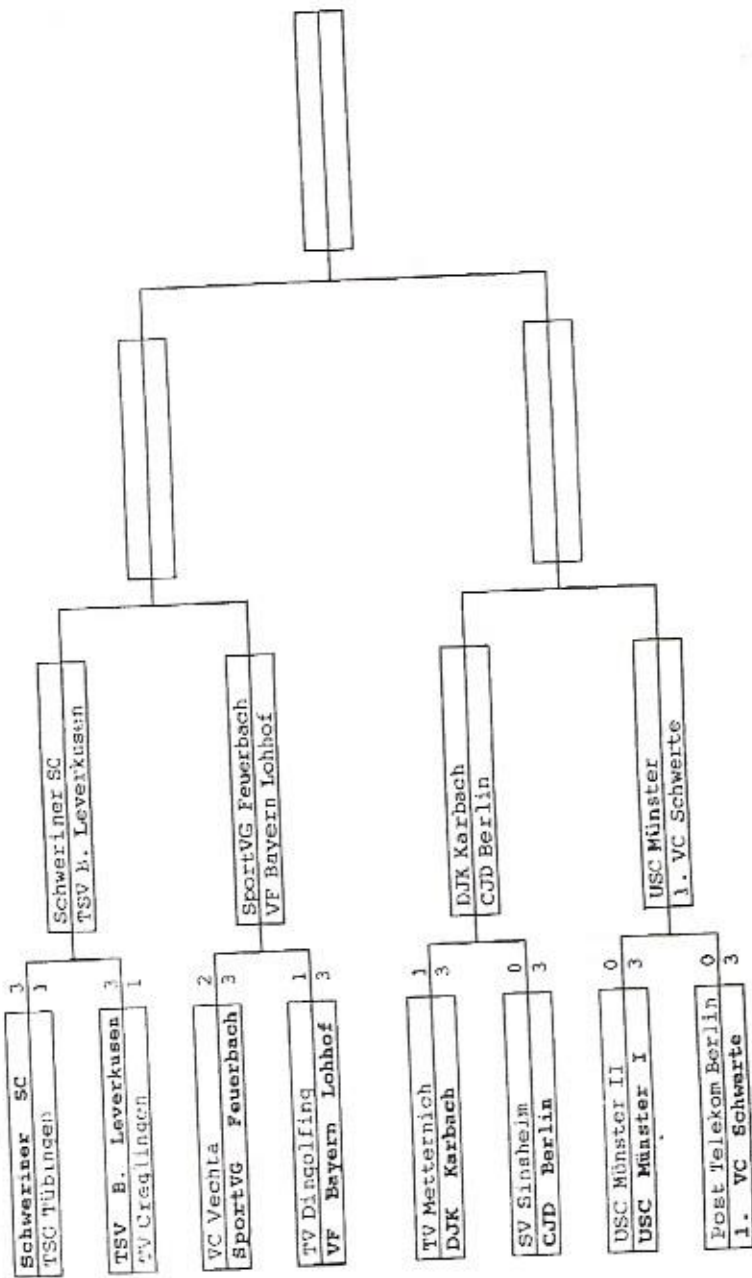 Schweriner SC 3
TSC Tübingen 1
TSV B. Leverkusen 3
TV Creglingen 1
VC Vechta 2
SportVG Feuerbach 3
TV Dingolfing 1
VF Bayern Lohhof 3
TV Metternich 1
DJK Karbach 3
SV Sinsheim 0
CJD Berlin 3
USC Münster II 0
USC Münster I 3
Post Telekom Berlin 0
1. VC Schwerte 3
Schweriner SC
TSV B. Leverkusen
SportVG Feuerbach
VF Bayern Lohhof
DJK Karbach
CJD Berlin
USC Münster
1. VC Schwerte